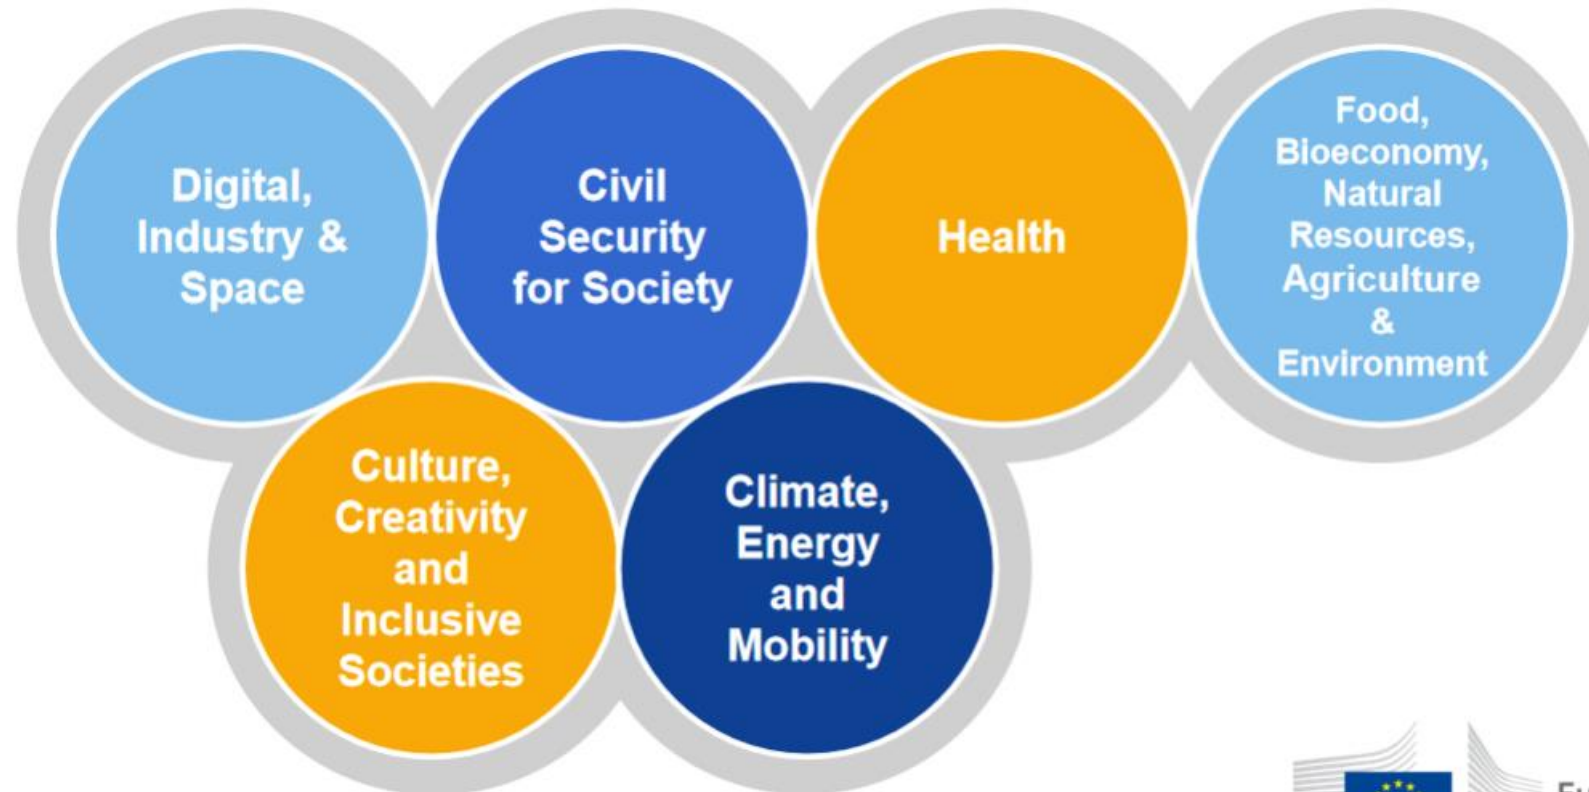 Digital,
Industry &
Space
Civil
Security
for Society
Health
Food,
Bioeconomy,
Natural
Resources,
Agriculture
&
Environment
Culture,
Creativity
and
Inclusive
Societies
Climate,
Energy
and
Mobility